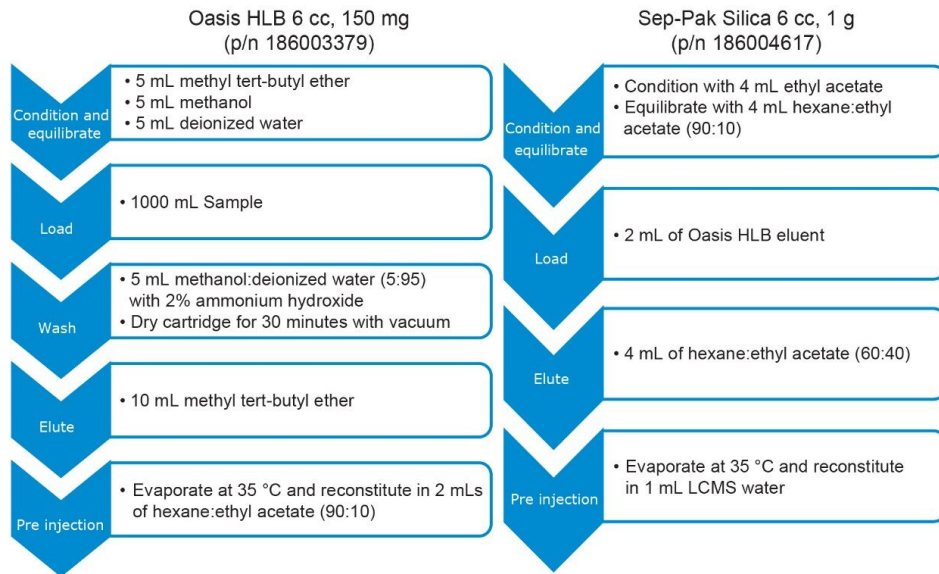 Oasis HLB 6 cc, 150 mg
(p/n 186003379)
Condition and
equilibrate
• 5 mL methyl tert-butyl ether
• 5 mL methanol
• 5 mL deionized water
Load
• 1000 mL Sample
Wash
• 5 mL methanol:deionized water (5:95)
with 2% ammonium hydroxide
• Dry cartridge for 30 minutes with vacuum
Elute
• 10 mL methyl tert-butyl ether
Pre injection
• Evaporate at 35 °C and reconstitute in 2 mLs
of hexane:ethyl acetate (90:10)
Sep-Pak Silica 6 cc, 1 g
(p/n 186004617)
Condition and
equilibrate
• Condition with 4 mL ethyl acetate
• Equilibrate with 4 mL hexane:ethyl
acetate (90:10)
Load
• 2 mL of Oasis HLB eluent
Elute
• 4 mL of hexane:ethyl acetate (60:40)
Pre injection
• Evaporate at 35 °C and reconstitute
in 1 mL LCMS water